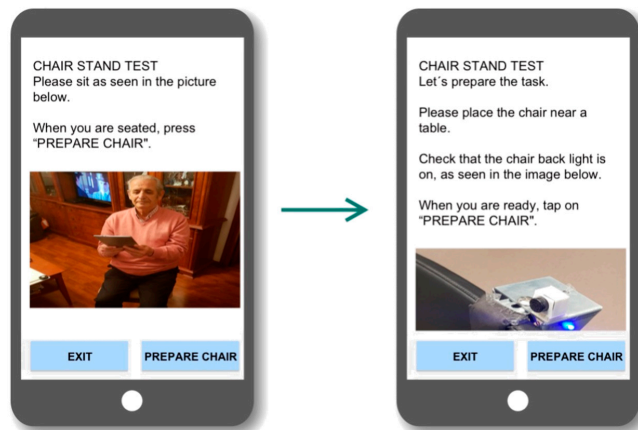 CHAIR STAND TEST
Please sit as seen in the picture
below.
When you are seated, press
“PREPARE CHAIR".
EXIT
PREPARE CHAIR
CHAIR STAND TEST
Let´s prepare the task.
Please place the chair near a
table.
Check that the chair back light is
on, as seen in the image below.
When you are ready, tap on
“PREPARE CHAIR".
EXIT
PREPARE CHAIR